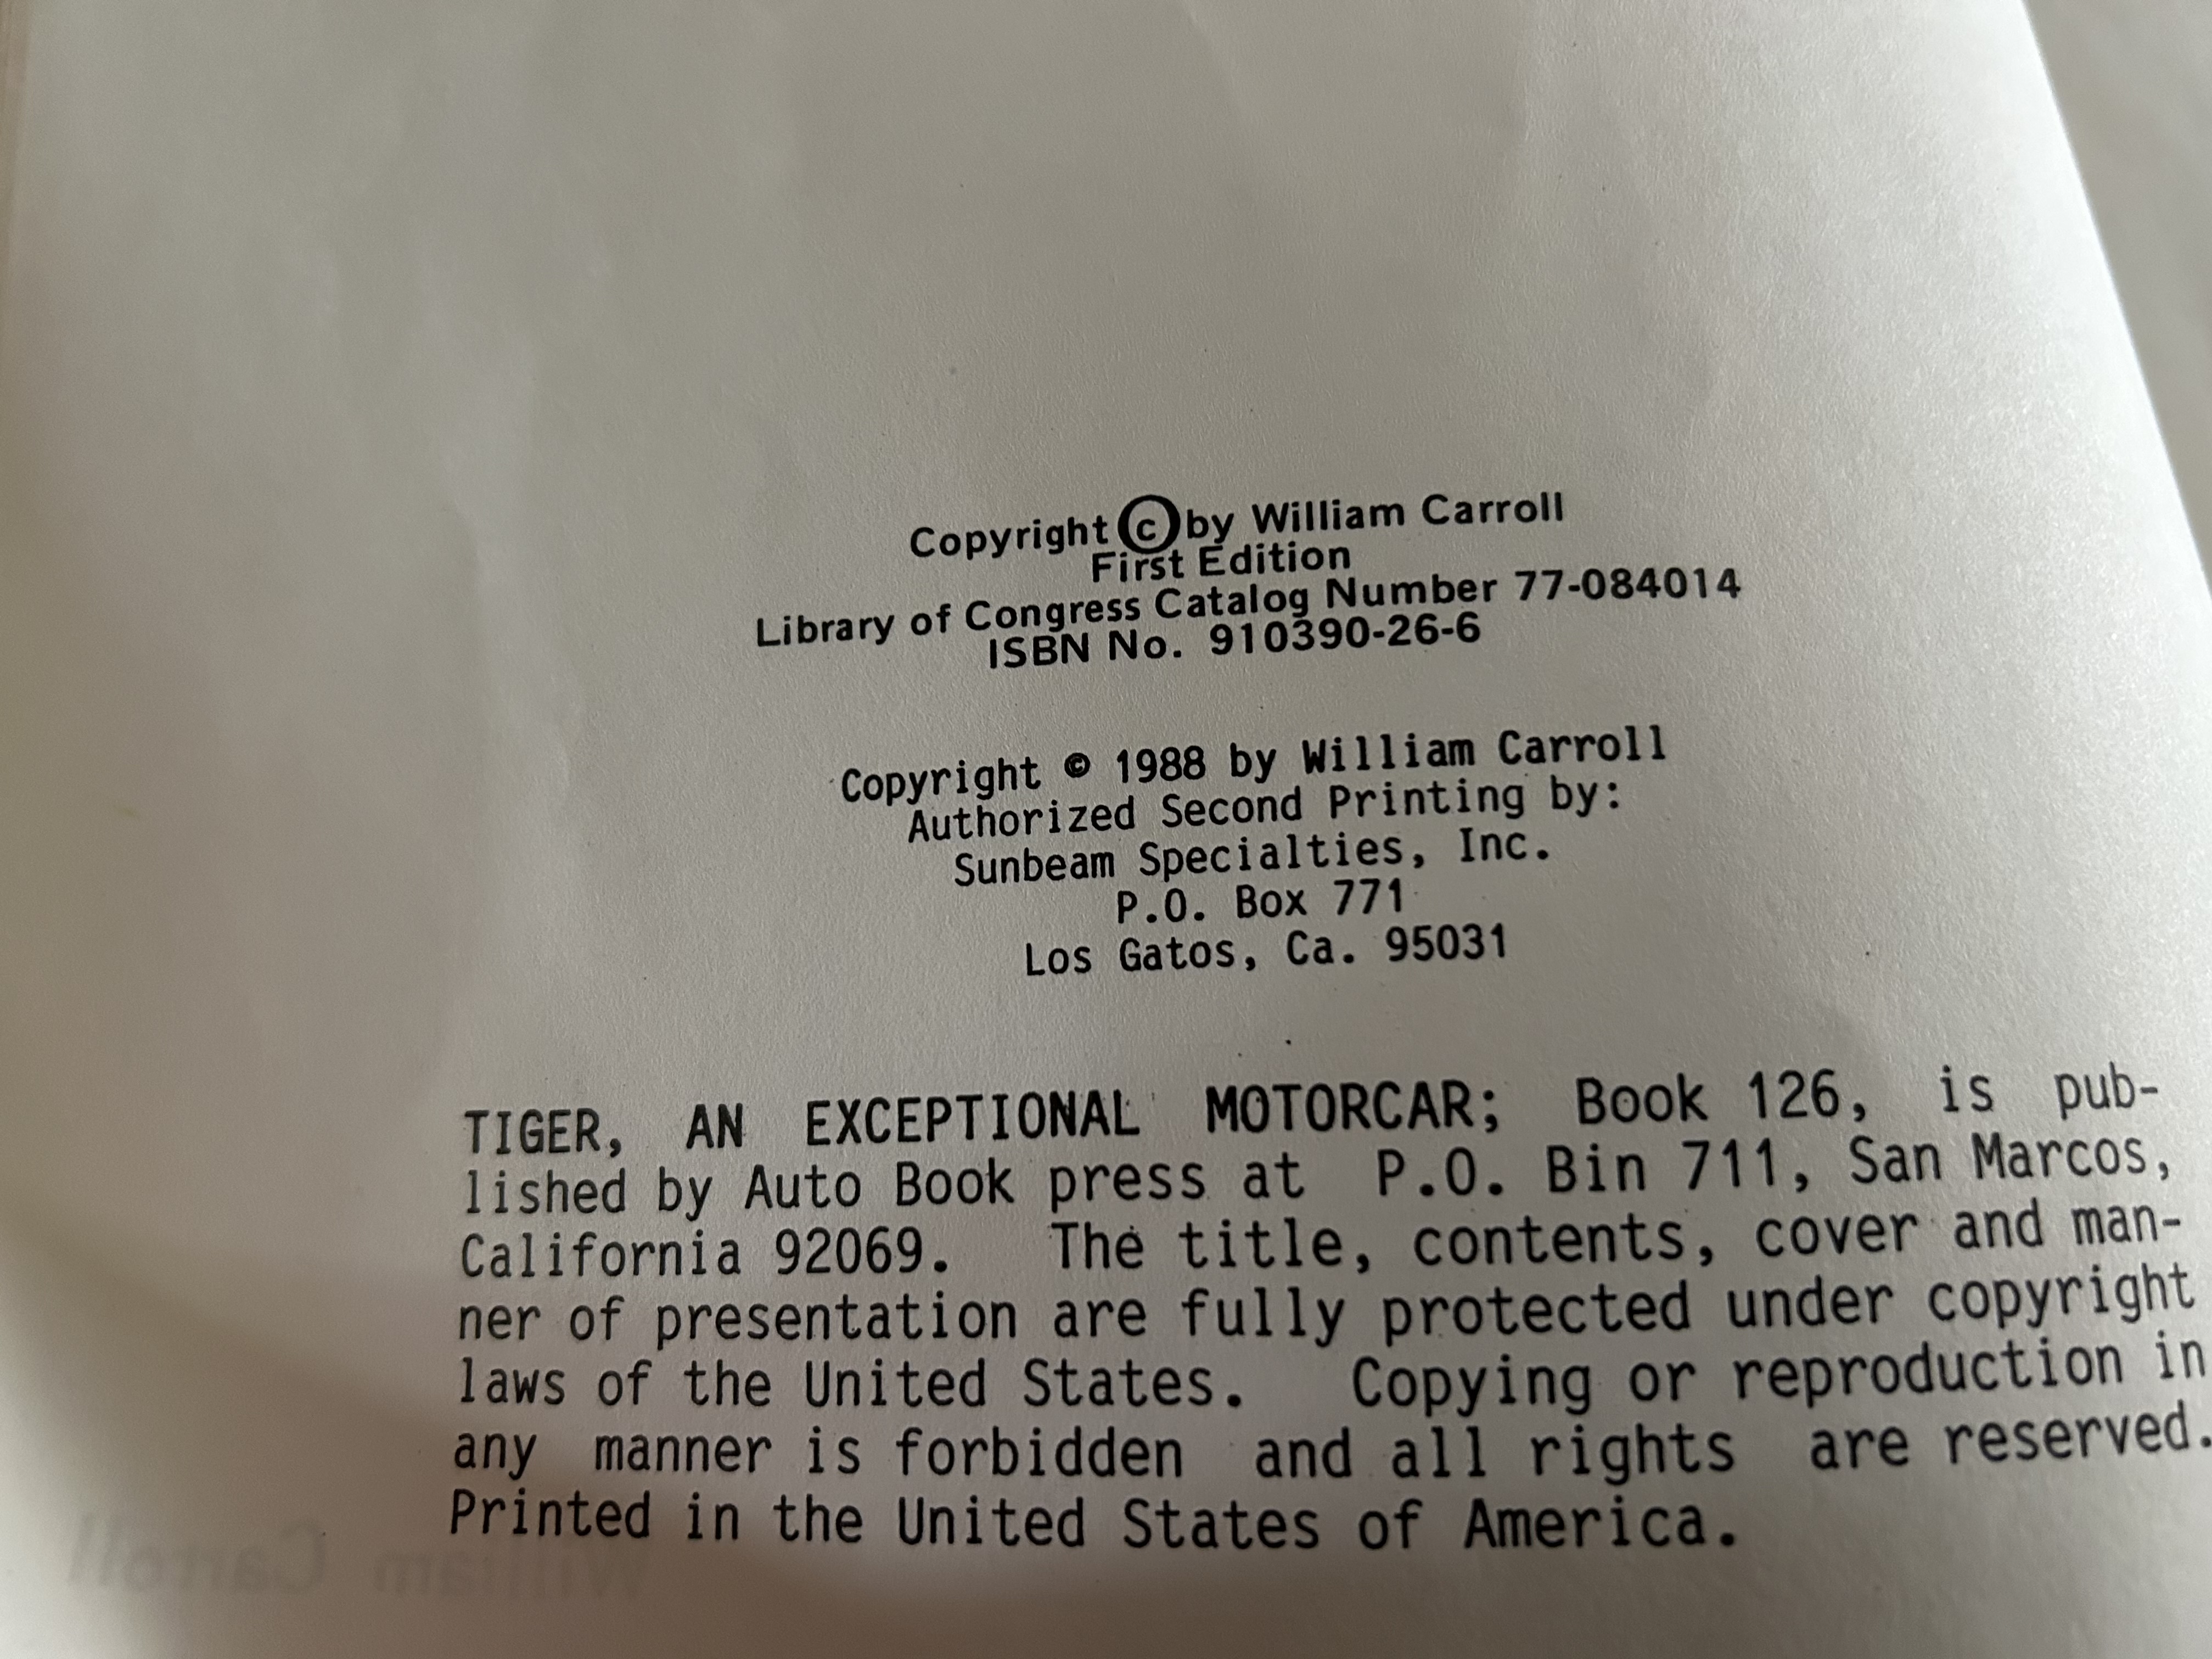 Copyright © by William Carroll
First Edition
Library of Congress Catalog Number 77-084014
ISBN No. 910390-26-6
Copyright © 1988 by William Carroll
Authorized Second Printing by:
Sunbeam Specialties, Inc.
P.O. Box 771
Los Gatos, Ca. 95031
TIGER, AN EXCEPTIONAL MOTORCAR; Book 126, is pub-
lished by Auto Book press at P.O. Bin 711, San Marcos,
California 92069. The title, contents, cover and man-
ner of presentation are fully protected under copyright
laws of the United States. Copying or reproduction in
any manner is forbidden and all rights are reserved.
Printed in the United States of America.
William Carroll